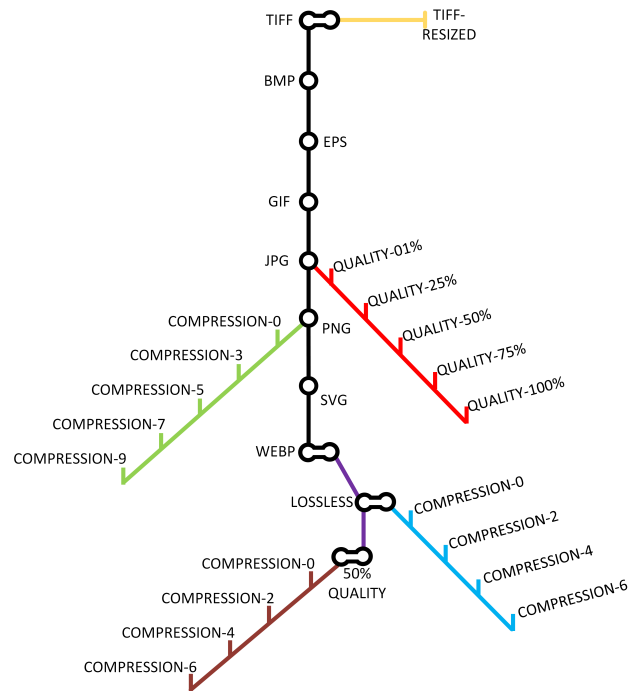 TIFF
TIFF-
RESIZED
BMP
EPS
GIF
JPG
QUALITY-01%
QUALITY-25%
QUALITY-50%
QUALITY-75%
QUALITY-100%
PNG
COMPRESSION-0
COMPRESSION-3
COMPRESSION-5
COMPRESSION-7
COMPRESSION-9
SVG
WEBP
LOSSLESS
COMPRESSION-0
COMPRESSION-2
COMPRESSION-4
COMPRESSION-6
50%
QUALITY
COMPRESSION-0
COMPRESSION-2
COMPRESSION-4
COMPRESSION-6